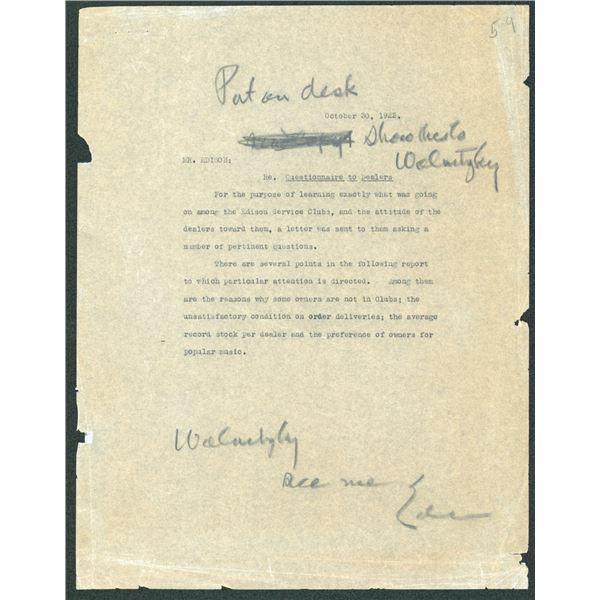 59
Put on desk
October 30, 1922.
Show this to
Walmetzky
MR. EDISON:
Re. Questionnaire to Dealers
For the purpose of learning exactly what was going
on among the Edison Service Clubs, and the attitude of the
dealers toward them, a letter was sent to them asking a
number of pertinent questions.
There are several points in the following report
to which particular attention is directed. Among them
are the reasons why some owners are not in Clubs; the
unsatisfactory condition on order deliveries; the average
record stock per dealer and the preference of owners for
popular music.
see me